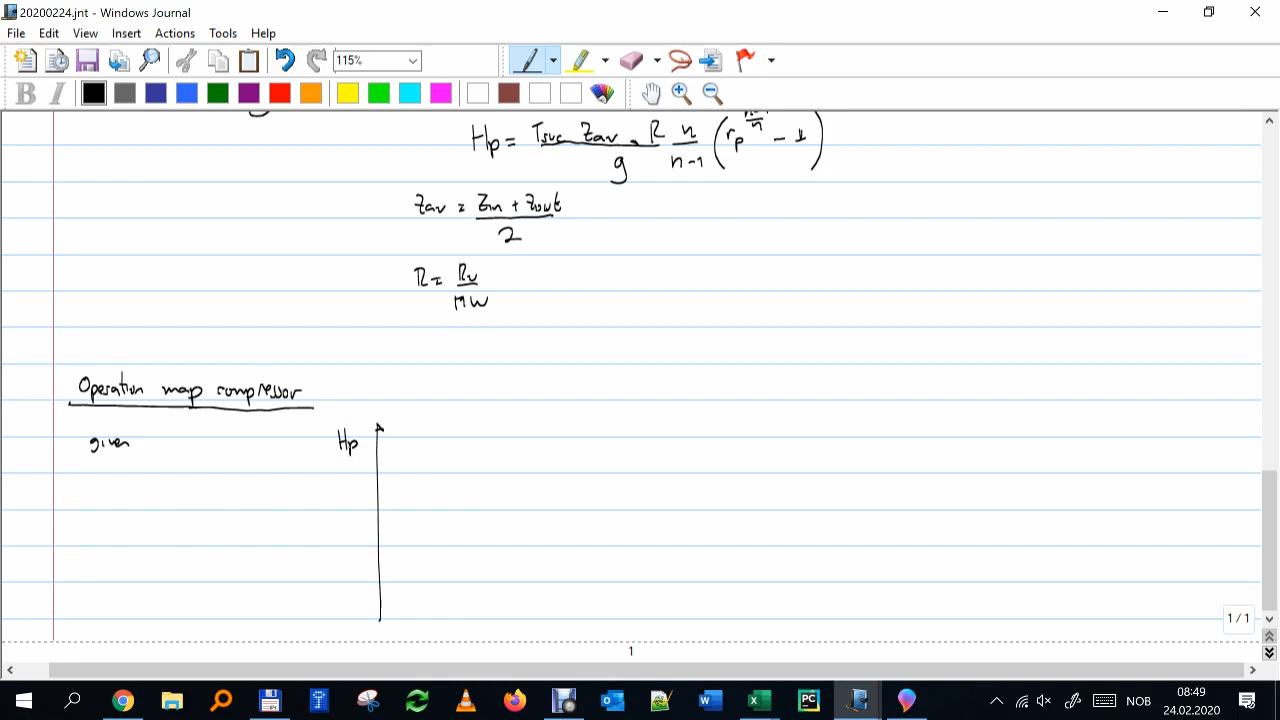 20200224.jnt - Windows Journal
File Edit View Insert Actions Tools Help
115%
B I
Hp = Tsuc Zav . R n (rp n-1/n - 1)
g n-1
Zav = Zin + Zout
2
R = Ru
MW
Operation map compressor
given Hp
1 / 1
1
NOB
08:49
24.02.2020